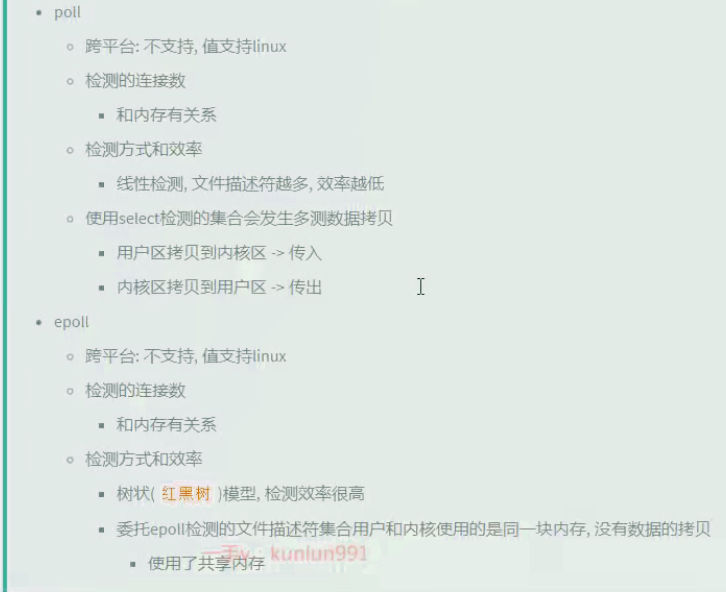 poll
跨平台: 不支持, 值支持linux
检测的连接数
和内存有关系
检测方式和效率
线性检测, 文件描述符越多, 效率越低
使用select检测的集合会发生多测数据拷贝
用户区拷贝到内核区 -> 传入
内核区拷贝到用户区 -> 传出
epoll
跨平台: 不支持, 值支持linux
检测的连接数
和内存有关系
检测方式和效率
树状( 红黑树 )模型, 检测效率很高
委托epoll检测的文件描述符集合用户和内核使用的是同一块内存, 没有数据的拷贝
一手v: kunlun991
使用了共享内存